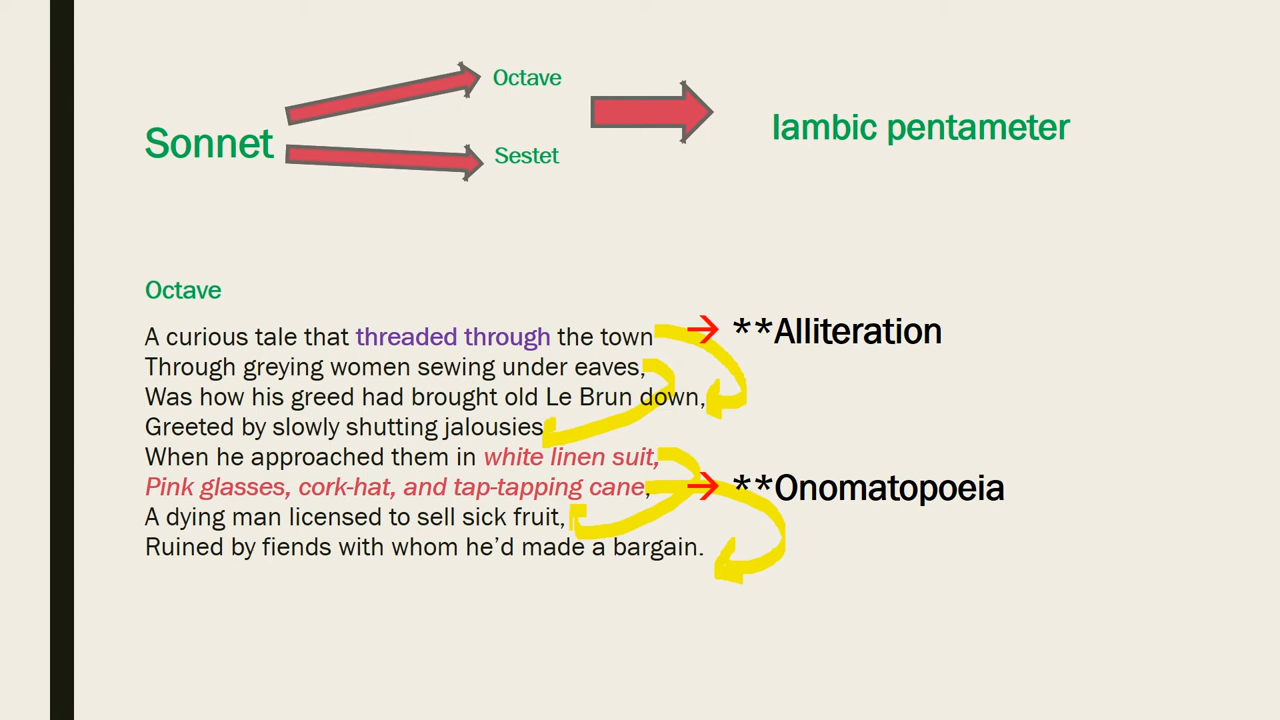 Octave
Sonnet
Sestet
Iambic pentameter
Octave
A curious tale that threaded through the town
Through greying women sewing under eaves,
Was how his greed had brought old Le Brun down,
Greeted by slowly shutting jalousies
When he approached them in white linen suit,
Pink glasses, cork-hat, and tap-tapping cane,
A dying man licensed to sell sick fruit,
Ruined by fiends with whom he’d made a bargain.
**Alliteration
**Onomatopoeia